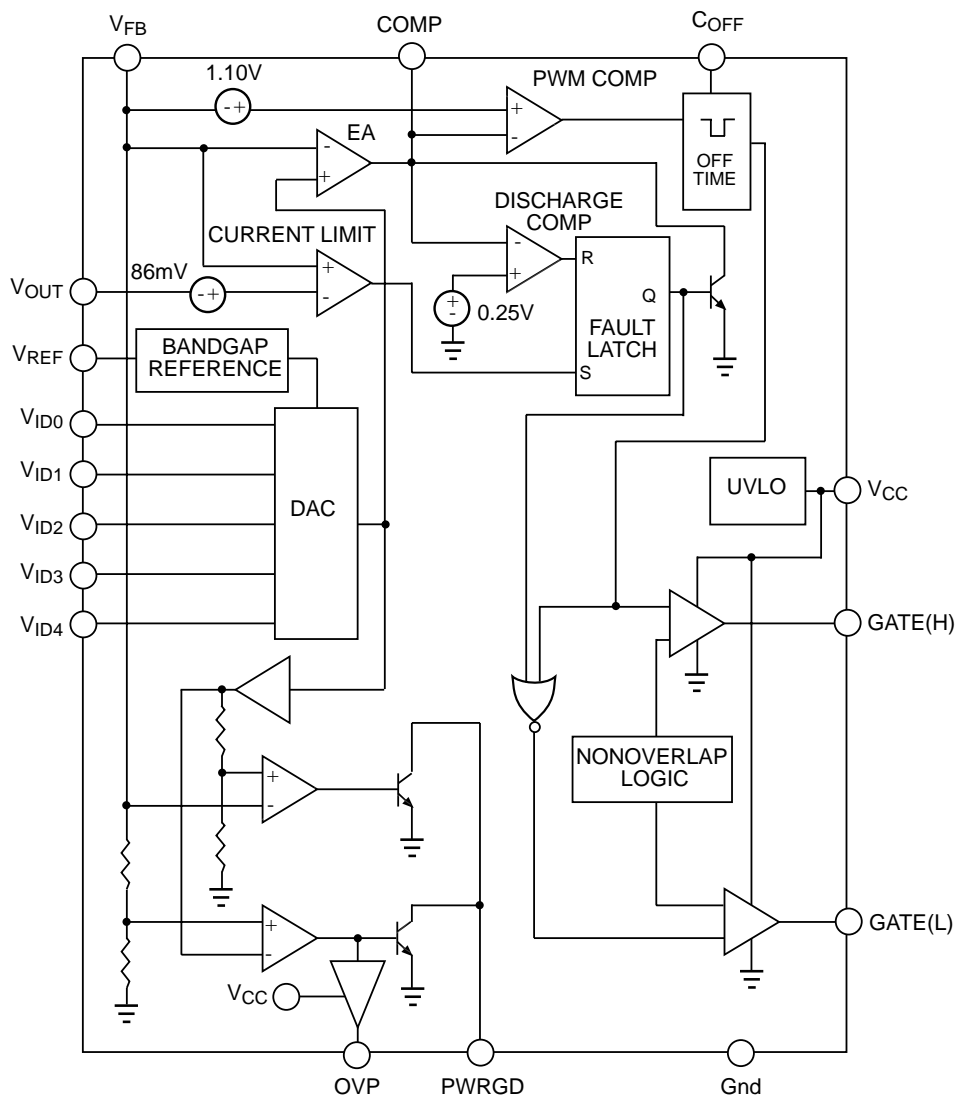 VFB
COMP
COFF
1.10V
- +
PWM COMP
+
-
EA
-
+
OFF
TIME
DISCHARGE
COMP
-
+
CURRENT LIMIT
+
-
VOUT
86mV
- +
+
-
0.25V
R
Q
FAULT
LATCH
S
VREF
BANDGAP
REFERENCE
VID0
VID1
VID2
VID3
VID4
DAC
UVLO
VCC
GATE(H)
NONOVERLAP
LOGIC
+
-
+
-
GATE(L)
VCC
OVP
PWRGD
Gnd